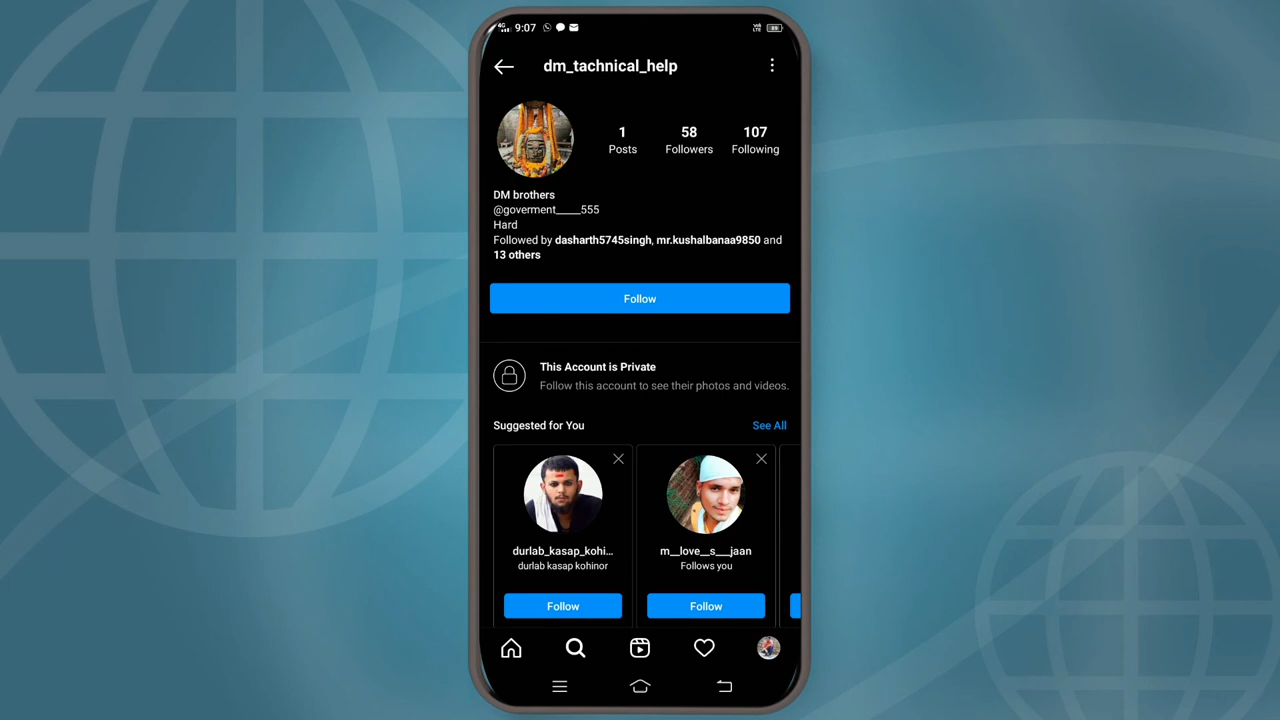 4G 9:07
dm_tachnical_help
1 58 107
Posts Followers Following
DM brothers
@goverment_____555
Hard
Followed by dasharth5745singh, mr.kushalbanaa9850 and
13 others
Follow
This Account is Private
Follow this account to see their photos and videos.
Suggested for You See All
durlab_kasap_kohi... m__love__s___jaan
durlab kasap kohinor Follows you
Follow Follow